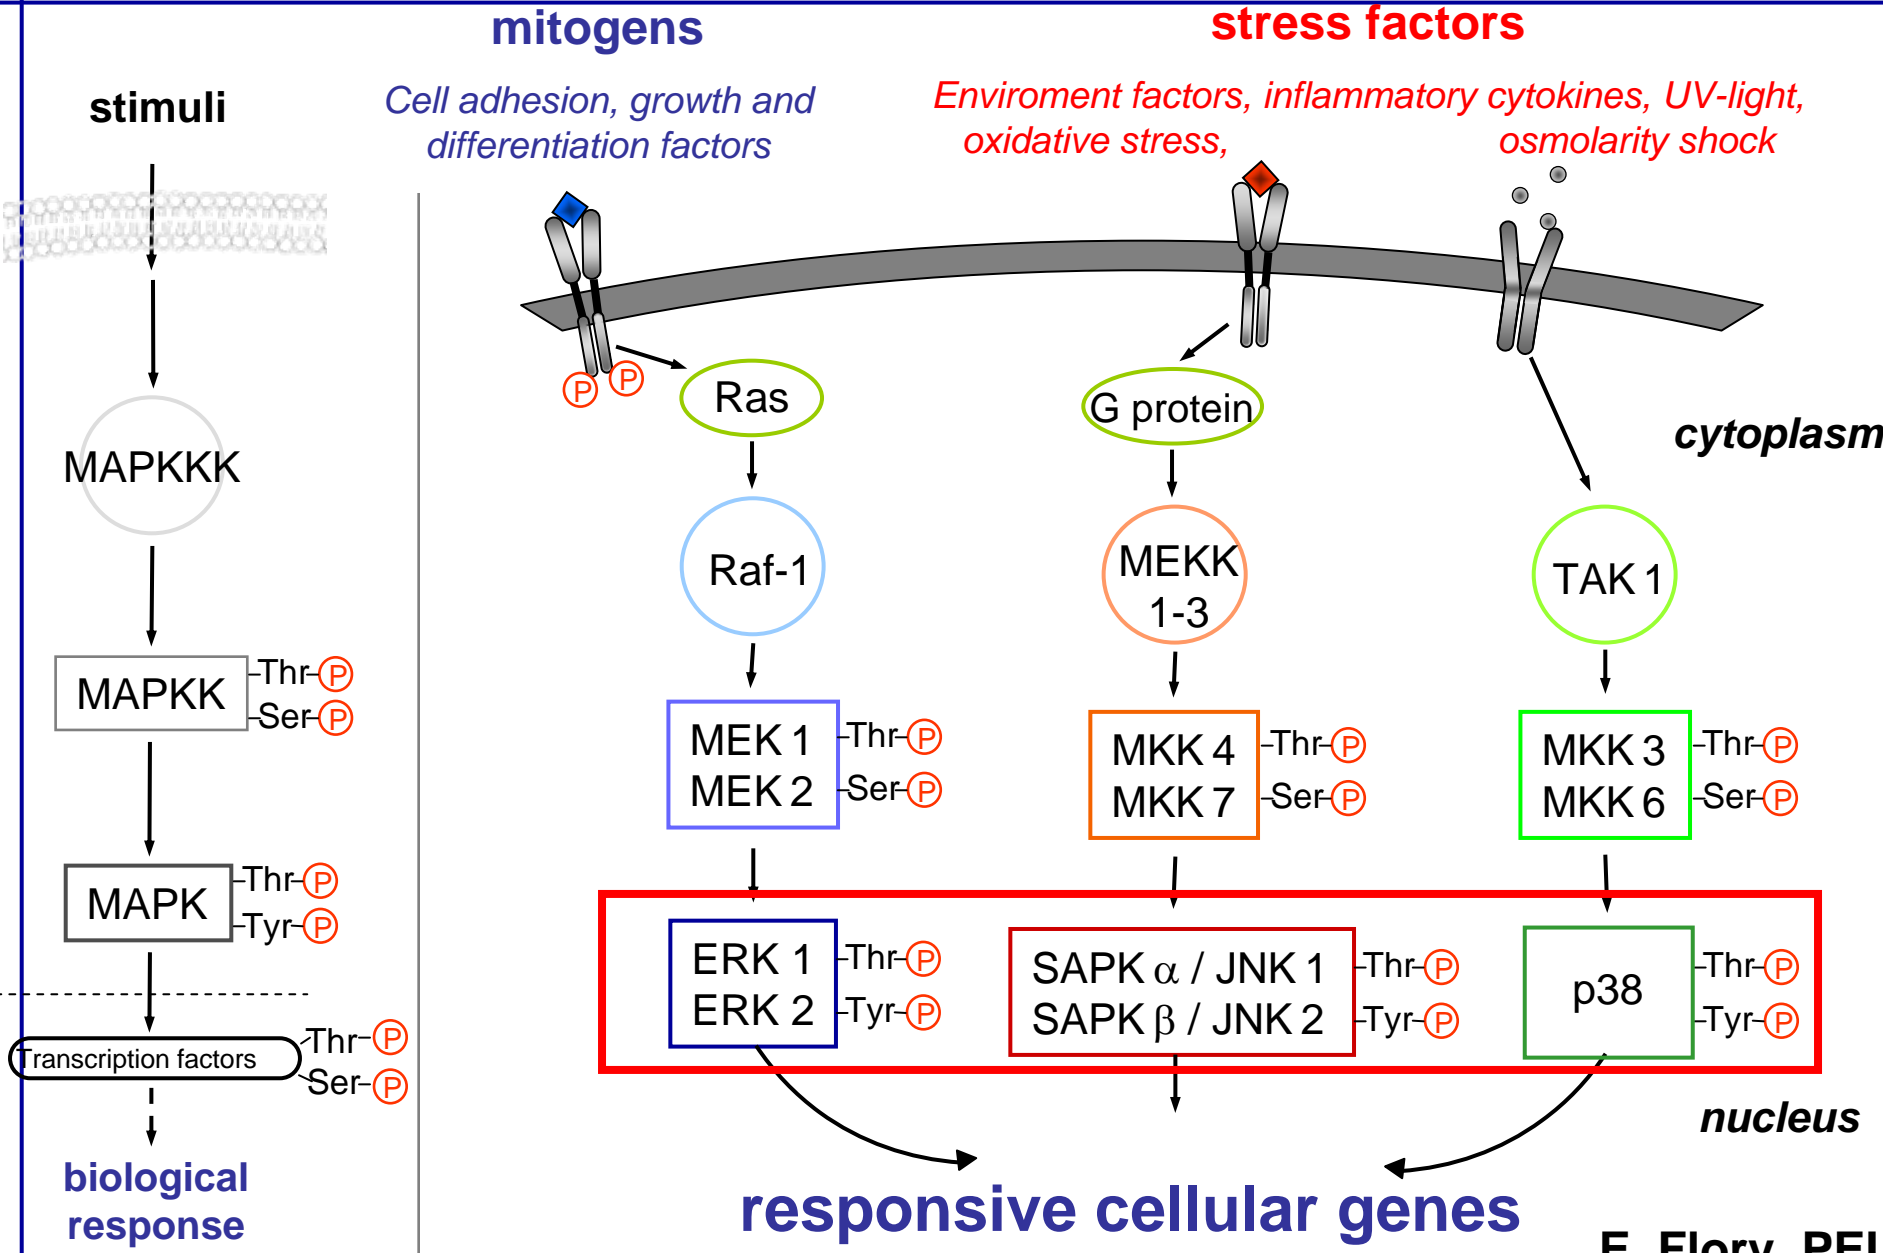 mitogens
stress factors
stimuli
Cell adhesion, growth and
differentiation factors
Enviroment factors, inflammatory cytokines, UV-light,
oxidative stress, osmolarity shock
MAPKKK
MAPKK
Thr P
Ser P
MAPK
Thr P
Tyr P
Transcription factors
Thr P
Ser P
biological
response
P P
Ras
G protein
cytoplasm
Raf-1
MEKK
1-3
TAK 1
MEK 1
MEK 2
Thr P
Ser P
MKK 4
MKK 7
Thr P
Ser P
MKK 3
MKK 6
Thr P
Ser P
ERK 1
ERK 2
Thr P
Tyr P
SAPK α / JNK 1
SAPK β / JNK 2
Thr P
Tyr P
p38
Thr P
Tyr P
nucleus
responsive cellular genes
E. Flory, PEI